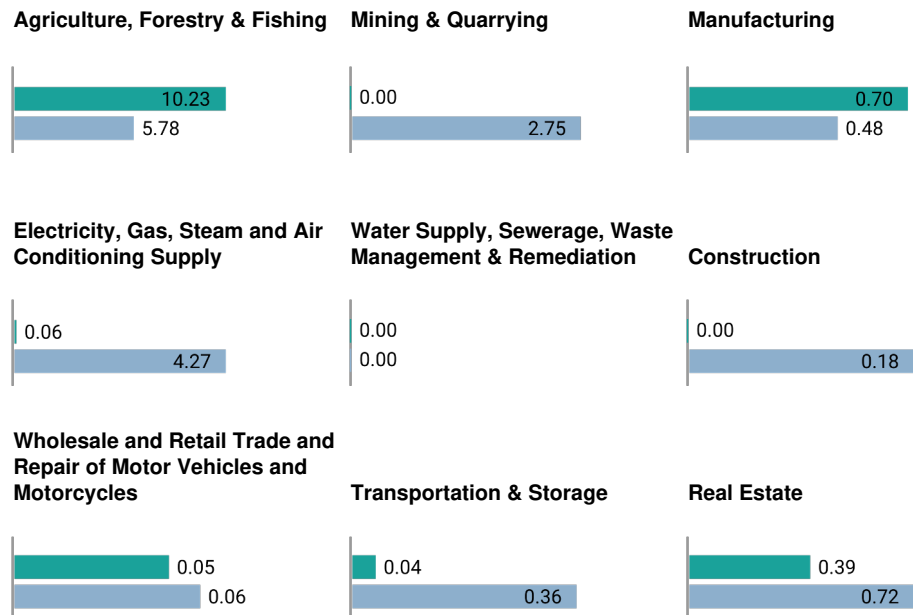 Agriculture, Forestry & Fishing
10.23
5.78
Mining & Quarrying
0.00
2.75
Manufacturing
0.70
0.48
Electricity, Gas, Steam and Air
Conditioning Supply
0.06
4.27
Water Supply, Sewerage, Waste
Management & Remediation
0.00
0.00
Construction
0.00
0.18
Wholesale and Retail Trade and
Repair of Motor Vehicles and
Motorcycles
0.05
0.06
Transportation & Storage
0.04
0.36
Real Estate
0.39
0.72